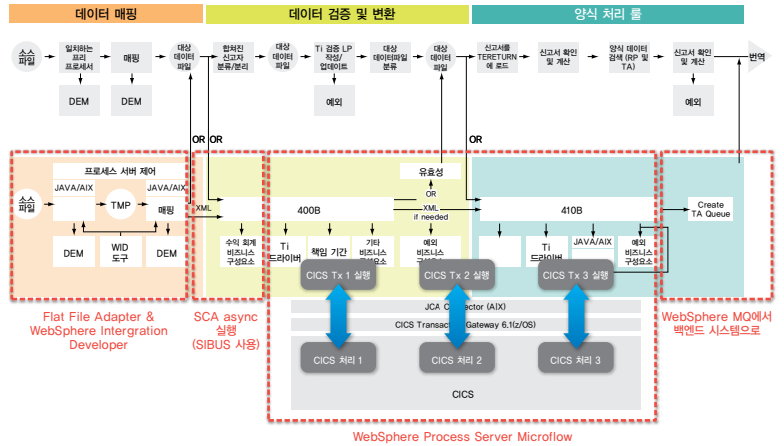 데이터 매핑
데이터 검증 및 변환
양식 처리 룰
소스
파일
일치하는
프리
프로세서
매핑
대상
데이터
파일
합쳐진
신고자
분류/분리
대상
데이터
파일
Ti 검증 LP
작성/
업데이트
대상
데이터파일
분류
대상
데이터
파일
신고서를
TERETURN
에 로드
신고서 확인
및 계산
양식 데이터
검색 (RP 및
TA)
신고서 확인
및 계산
번역
DEM
DEM
예외
예외
OR
OR
OR
프로세스 서버 제어
JAVA/AIX
JAVA/AIX
소스
파일
TMP
매핑
DEM
WID
도구
DEM
XML
수익 회계
비즈니스
구성요소
유효성
OR
XML
if needed
400B
Ti
드라이버
책임 기간
기타
비즈니스
구성요소
예외
비즈니스
구성요소
410B
Ti
드라이버
JAVA/AIX
예외
비즈니스
구성요소
Create
TA Queue
CICS Tx 1 실행
CICS Tx 2 실행
CICS Tx 3 실행
JCA Co
ector (AIX)
CICS Transac
Gateway 6.1(z/OS)
CICS 처리 1
CICS 처리 2
CICS 처리 3
CICS
Flat File Adapter &
WebSphere Intergration
Developer
SCA async
실행
(SIBUS 사용)
WebSphere MQ에서
백엔드 시스템으로
WebSphere Process Server Microflow